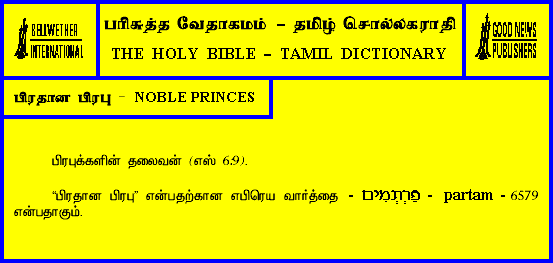 BELLWETHER
INTERNATIONAL
பரிசுத்த வேதாகமம் – தமிழ் சொல்லகராதி
THE HOLY BIBLE – TAMIL DICTIONARY
GOOD NEWS
PUBLISHERS
பிரதான பிரபு – NOBLE PRINCES
பிரபுக்களின் தலைவன் (எஸ் 6:9).
“பிரதான பிரபு” என்பதற்கான எபிரெய வார்த்தை - פַּרְתְּמִים - partam - 6579
என்பதாகும்.